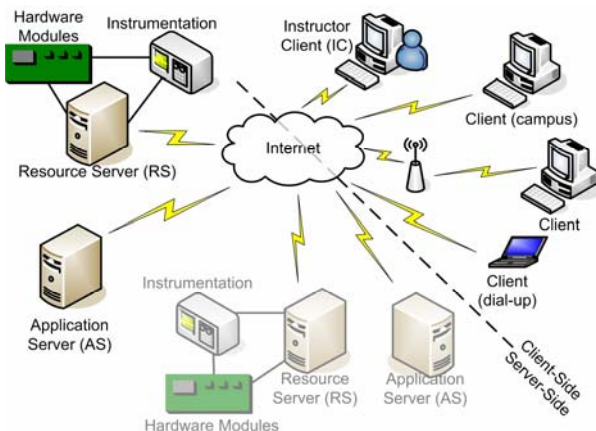 Hardware
Modules
Instrumentation
Instructor
Client (IC)
Client (campus)
Internet
Resource Server (RS)
Client
Application
Server (AS)
Client
(dial-up)
Instrumentation
Resource
Server (RS)
Application
Server (AS)
Hardware Modules
Client-Side
Server-Side